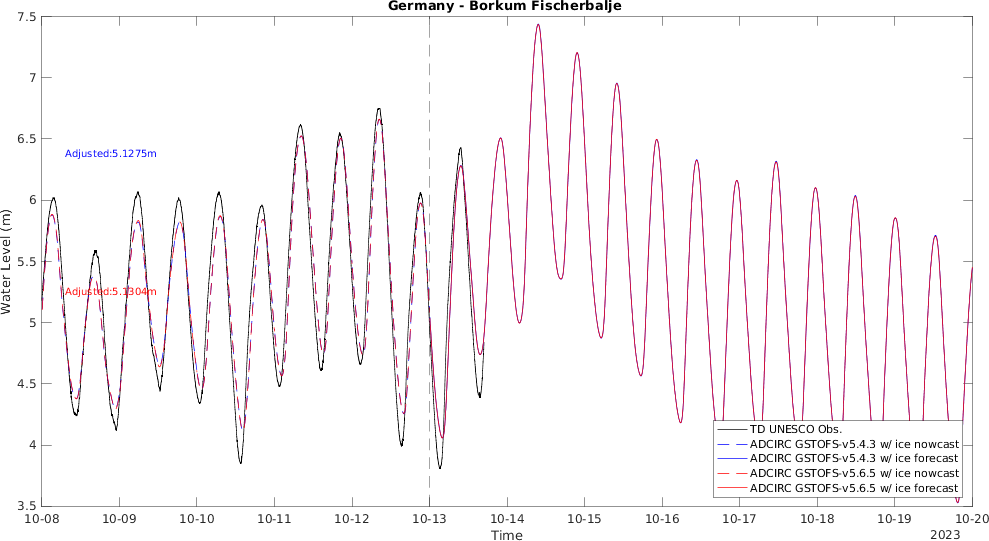 Germany - Borkum Fischerbalje
7.5
7
6.5
6
5.5
5
4.5
4
3.5
Water Level (m)
Adjusted:5.1275m
Adjusted:5.1304m
TD UNESCO Obs.
ADCIRC GSTOFS-v5.4.3 w/ ice nowcast
ADCIRC GSTOFS-v5.4.3 w/ ice forecast
ADCIRC GSTOFS-v5.6.5 w/ ice nowcast
ADCIRC GSTOFS-v5.6.5 w/ ice forecast
10-08 10-09 10-10 10-11 10-12 10-13 10-14 10-15 10-16 10-17 10-18 10-19 10-20
Time
2023